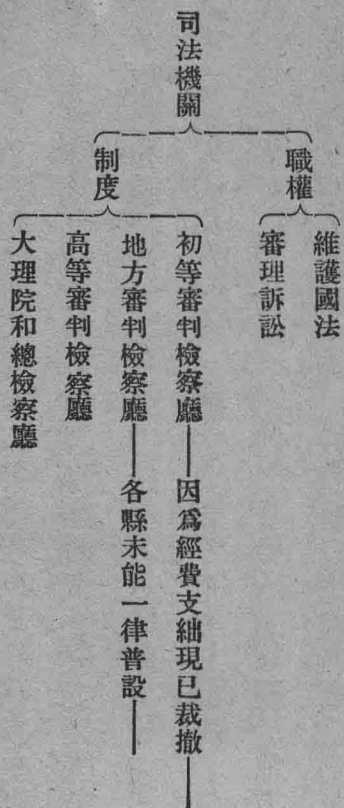 司法機關
職權
維護國法
審理訴訟
制度
初等審判檢察廳——因爲經費支絀現已裁撤——
地方審判檢察廳——各縣未能一律普設——
高等審判檢察廳
大理院和總檢察廳